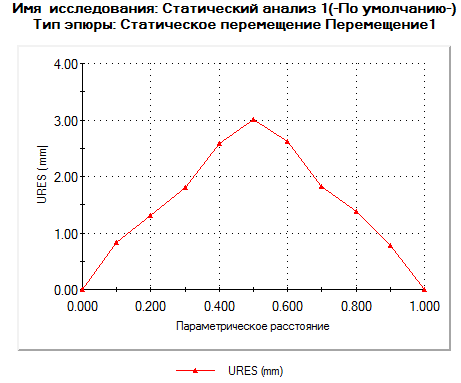 Имя исследования: Статический анализ 1(-По умолчанию-)
Тип эпюры: Статическое перемещение Перемещение1
4.00
3.00
2.00
1.00
0.00
URES (mm)
0.000 0.200 0.400 0.600 0.800 1.000
Параметрическое расстояние
URES (mm)